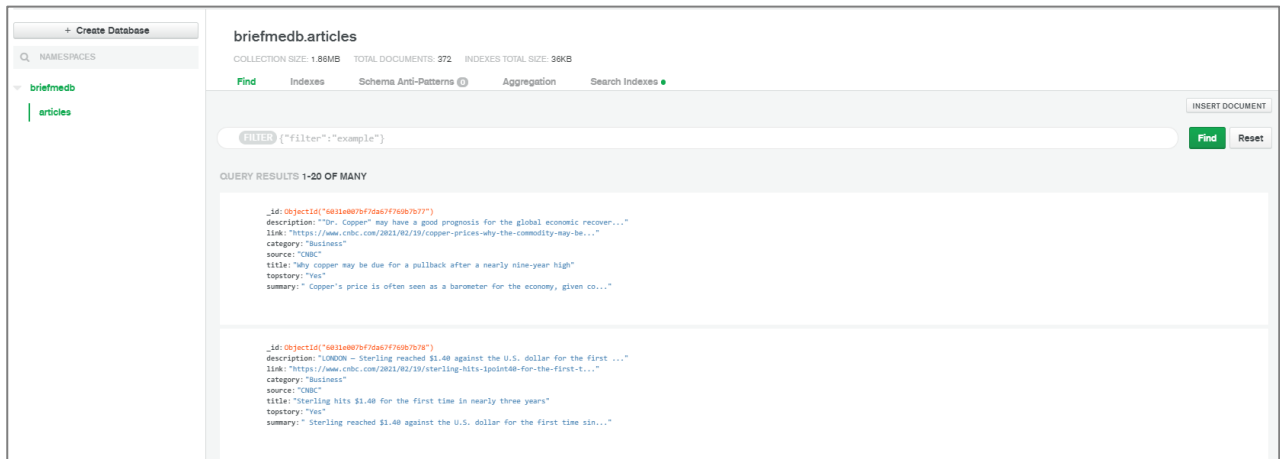 + Create Database
NAMESPACES
briefmedb
articles
briefmedb.articles
COLLECTION SIZE: 1.86MB TOTAL DOCUMENTS: 372 INDEXES TOTAL SIZE: 36KB
Find Indexes Schema Anti-Patterns 0 Aggregation Search Indexes
INSERT DOCUMENT
FILTER {"filter":"example"} Find Reset
QUERY RESULTS 1-20 OF MANY
_id: ObjectId("6031e007bf7da67f769b7b77")
description: ""Dr. Copper" may have a good prognosis for the global economic recover..."
link: "https://www.cnbc.com/2021/02/19/copper-prices-why-the-commodity-may-be..."
category: "Business"
source: "CNBC"
title: "Why copper may be due for a pullback after a nearly nine-year high"
topstory: "Yes"
summary: " Copper's price is often seen as a barometer for the economy, given co..."
_id: ObjectId("6031e007bf7da67f769b7b78")
description: "LONDON — Sterling reached $1.40 against the U.S. dollar for the first ..."
link: "https://www.cnbc.com/2021/02/19/sterling-hits-1point40-for-the-first-t..."
category: "Business"
source: "CNBC"
title: "Sterling hits $1.40 for the first time in nearly three years"
topstory: "Yes"
summary: " Sterling reached $1.40 against the U.S. dollar for the first time sin..."